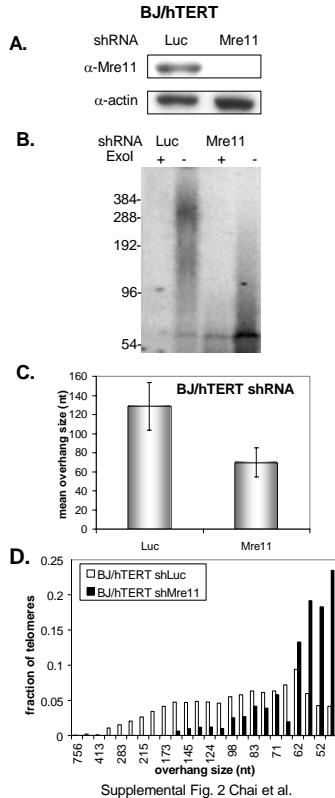 BJ/hTERT
A.
shRNA Luc Mre11
α-Mre11
α-actin
B.
shRNA Luc Mre11
ExoI + - + -
384-
288-
192-
96-
54-
C.
BJ/hTERT shRNA
mean overhang size (nt)
160
140
120
100
80
60
40
20
0
Luc Mre11
D.
fraction of telomeres
0.25
0.2
0.15
0.1
0.05
0
BJ/hTERT shLuc
BJ/hTERT shMre11
756 413 283 215 173 145 124 98 83 71 62 52
overhang size (nt)
Supplemental Fig. 2 Chai et al.